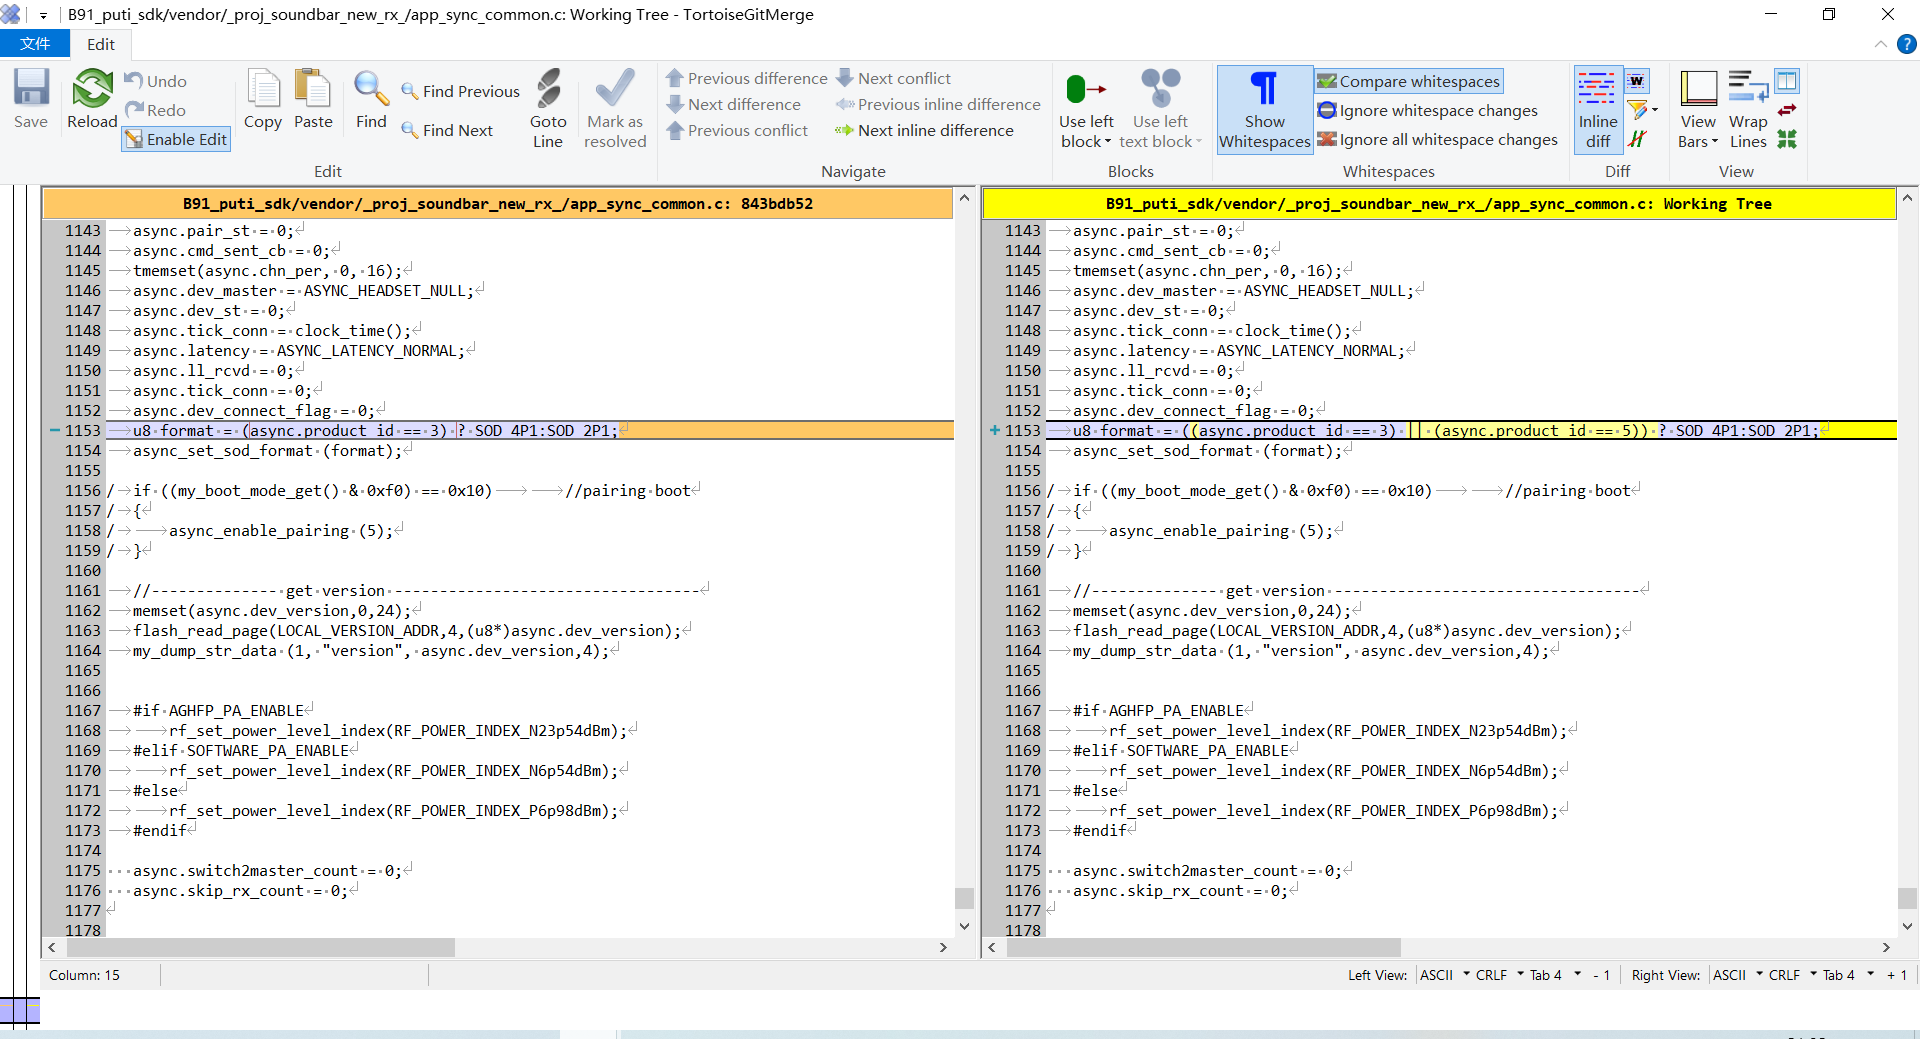 B91_puti_sdk/vendor/_proj_soundbar_new_rx_/app_sync_common.c: Working Tree - TortoiseGitMerge
文件
Edit
Save
Reload
Undo
Redo
Enable Edit
Copy
Paste
Find
Find Previous
Find Next
Goto Line
Mark as resolved
Edit
Previous difference
Next difference
Previous conflict
Next conflict
Previous inline difference
Next inline difference
Navigate
Use left block
Use left text block
Blocks
Show Whitespaces
Compare whitespaces
Ignore whitespace changes
Ignore all whitespace changes
Whitespaces
Inline diff
Diff
View Bars
Wrap Lines
View
B91_puti_sdk/vendor/_proj_soundbar_new_rx_/app_sync_common.c: 843bdb52
1143 async.pair_st = 0;
1144 async.cmd_sent_cb = 0;
1145 tmemset(async.chn_per, 0, 16);
1146 async.dev_master = ASYNC_HEADSET_NULL;
1147 async.dev_st = 0;
1148 async.tick_conn = clock_time();
1149 async.latency = ASYNC_LATENCY_NORMAL;
1150 async.ll_rcvd = 0;
1151 async.tick_conn = 0;
1152 async.dev_connect_flag = 0;
1153 u8 format = (async.product_id == 3) ? SOD_4P1:SOD_2P1;
1154 async_set_sod_format (format);
1155
1156 / if ((my_boot_mode_get() & 0xf0) == 0x10) //pairing boot
1157 / {
1158 / async_enable_pairing (5);
1159 / }
1160
1161 //-------------- get version ----------------------------------
1162 memset(async.dev_version,0,24);
1163 flash_read_page(LOCAL_VERSION_ADDR,4,(u8*)async.dev_version);
1164 my_dump_str_data (1, "version", async.dev_version,4);
1165
1166
1167 #if AGHFP_PA_ENABLE
1168 rf_set_power_level_index(RF_POWER_INDEX_N23p54dBm);
1169 #elif SOFTWARE_PA_ENABLE
1170 rf_set_power_level_index(RF_POWER_INDEX_N6p54dBm);
1171 #else
1172 rf_set_power_level_index(RF_POWER_INDEX_P6p98dBm);
1173 #endif
1174
1175 async.switch2master_count = 0;
1176 async.skip_rx_count = 0;
1177
1178
B91_puti_sdk/vendor/_proj_soundbar_new_rx_/app_sync_common.c: Working Tree
1143 async.pair_st = 0;
1144 async.cmd_sent_cb = 0;
1145 tmemset(async.chn_per, 0, 16);
1146 async.dev_master = ASYNC_HEADSET_NULL;
1147 async.dev_st = 0;
1148 async.tick_conn = clock_time();
1149 async.latency = ASYNC_LATENCY_NORMAL;
1150 async.ll_rcvd = 0;
1151 async.tick_conn = 0;
1152 async.dev_connect_flag = 0;
1153 u8 format = ((async.product_id == 3) || (async.product_id == 5)) ? SOD_4P1:SOD_2P1;
1154 async_set_sod_format (format);
1155
1156 / if ((my_boot_mode_get() & 0xf0) == 0x10) //pairing boot
1157 / {
1158 / async_enable_pairing (5);
1159 / }
1160
1161 //-------------- get version ----------------------------------
1162 memset(async.dev_version,0,24);
1163 flash_read_page(LOCAL_VERSION_ADDR,4,(u8*)async.dev_version);
1164 my_dump_str_data (1, "version", async.dev_version,4);
1165
1166
1167 #if AGHFP_PA_ENABLE
1168 rf_set_power_level_index(RF_POWER_INDEX_N23p54dBm);
1169 #elif SOFTWARE_PA_ENABLE
1170 rf_set_power_level_index(RF_POWER_INDEX_N6p54dBm);
1171 #else
1172 rf_set_power_level_index(RF_POWER_INDEX_P6p98dBm);
1173 #endif
1174
1175 async.switch2master_count = 0;
1176 async.skip_rx_count = 0;
1177
1178
Column: 15
Left View: ASCII CRLF Tab 4 - 1
Right View: ASCII CRLF Tab 4 + 1